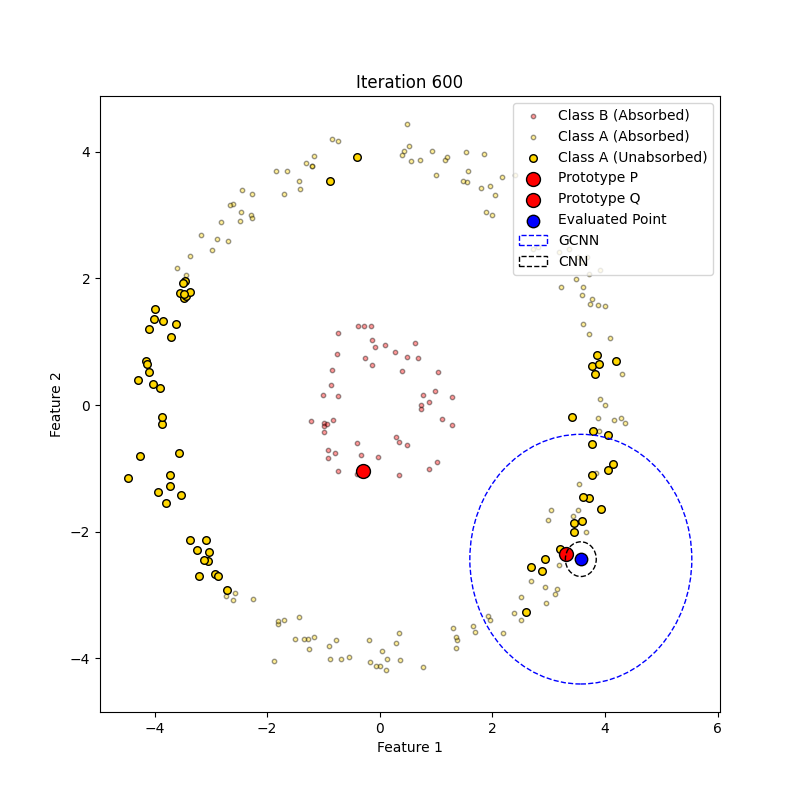 Iteration 600
Class B (Absorbed)
Class A (Absorbed)
Class A (Unabsorbed)
Prototype P
Prototype Q
Evaluated Point
GCNN
CNN
4
2
0
−2
−4
Feature 2
−4 −2 0 2 4 6
Feature 1